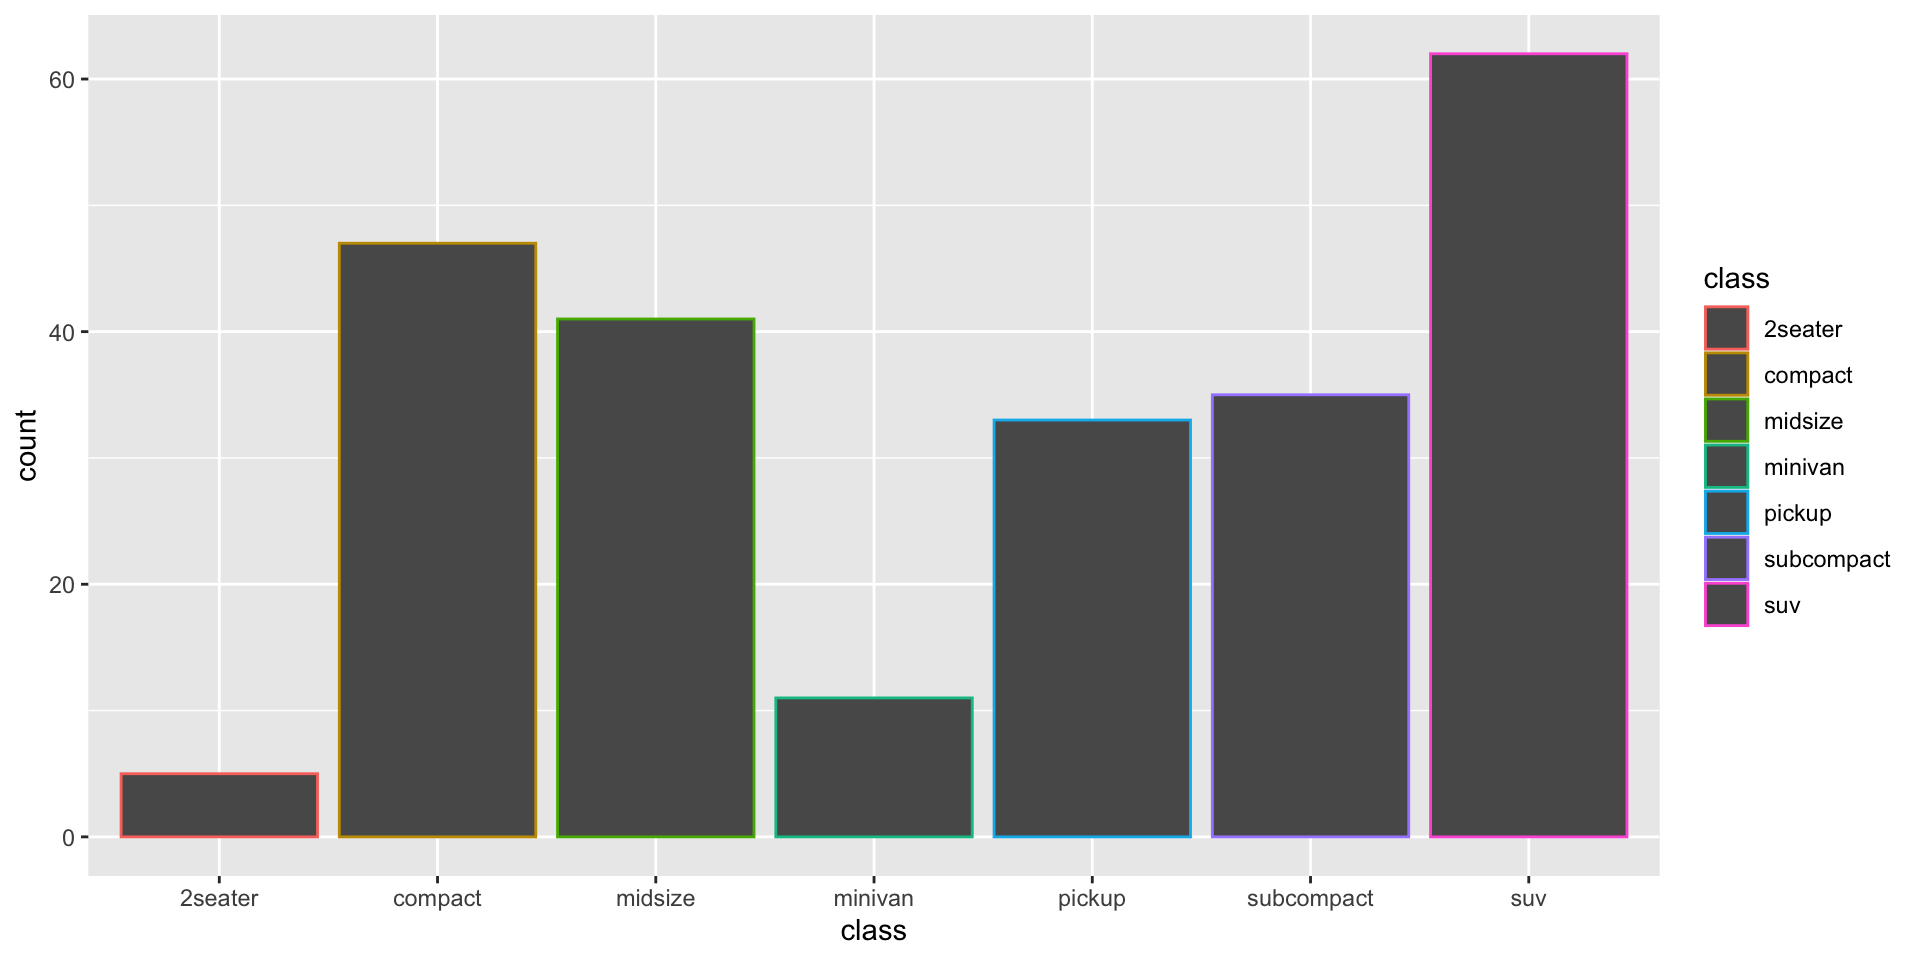 count
60
40
20
0
2seater
compact
midsize
minivan
pickup
subcompact
suv
class
class
2seater
compact
midsize
minivan
pickup
subcompact
suv